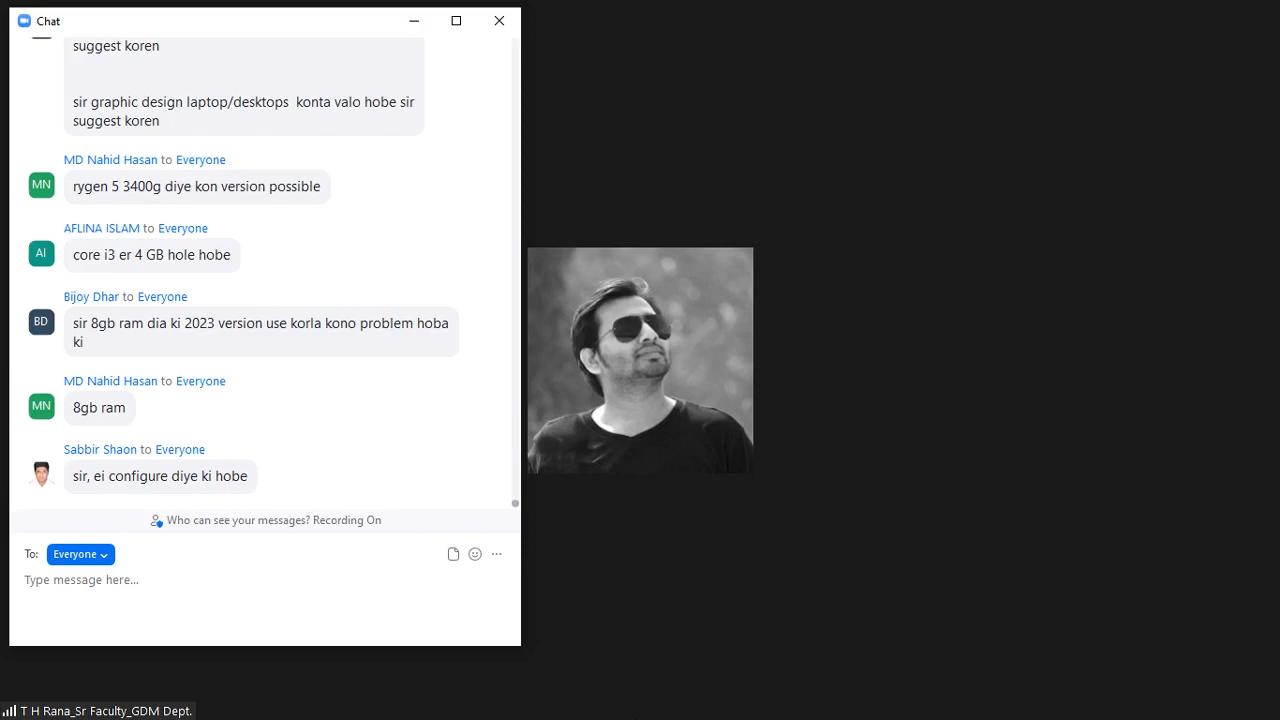 Chat
suggest koren
sir graphic design laptop/desktops  konta valo hobe sir
suggest koren
MD Nahid Hasan to Everyone
MN
rygen 5 3400g diye kon version possible
AFLINA ISLAM to Everyone
AI
core i3 er 4 GB hole hobe
Bijoy Dhar to Everyone
BD
sir 8gb ram dia ki 2023 version use korla kono problem hoba
ki
MD Nahid Hasan to Everyone
MN
8gb ram
Sabbir Shaon to Everyone
sir, ei configure diye ki hobe
Who can see your messages? Recording On
To: Everyone
Type message here...
T H Rana_Sr Faculty_GDM Dept.